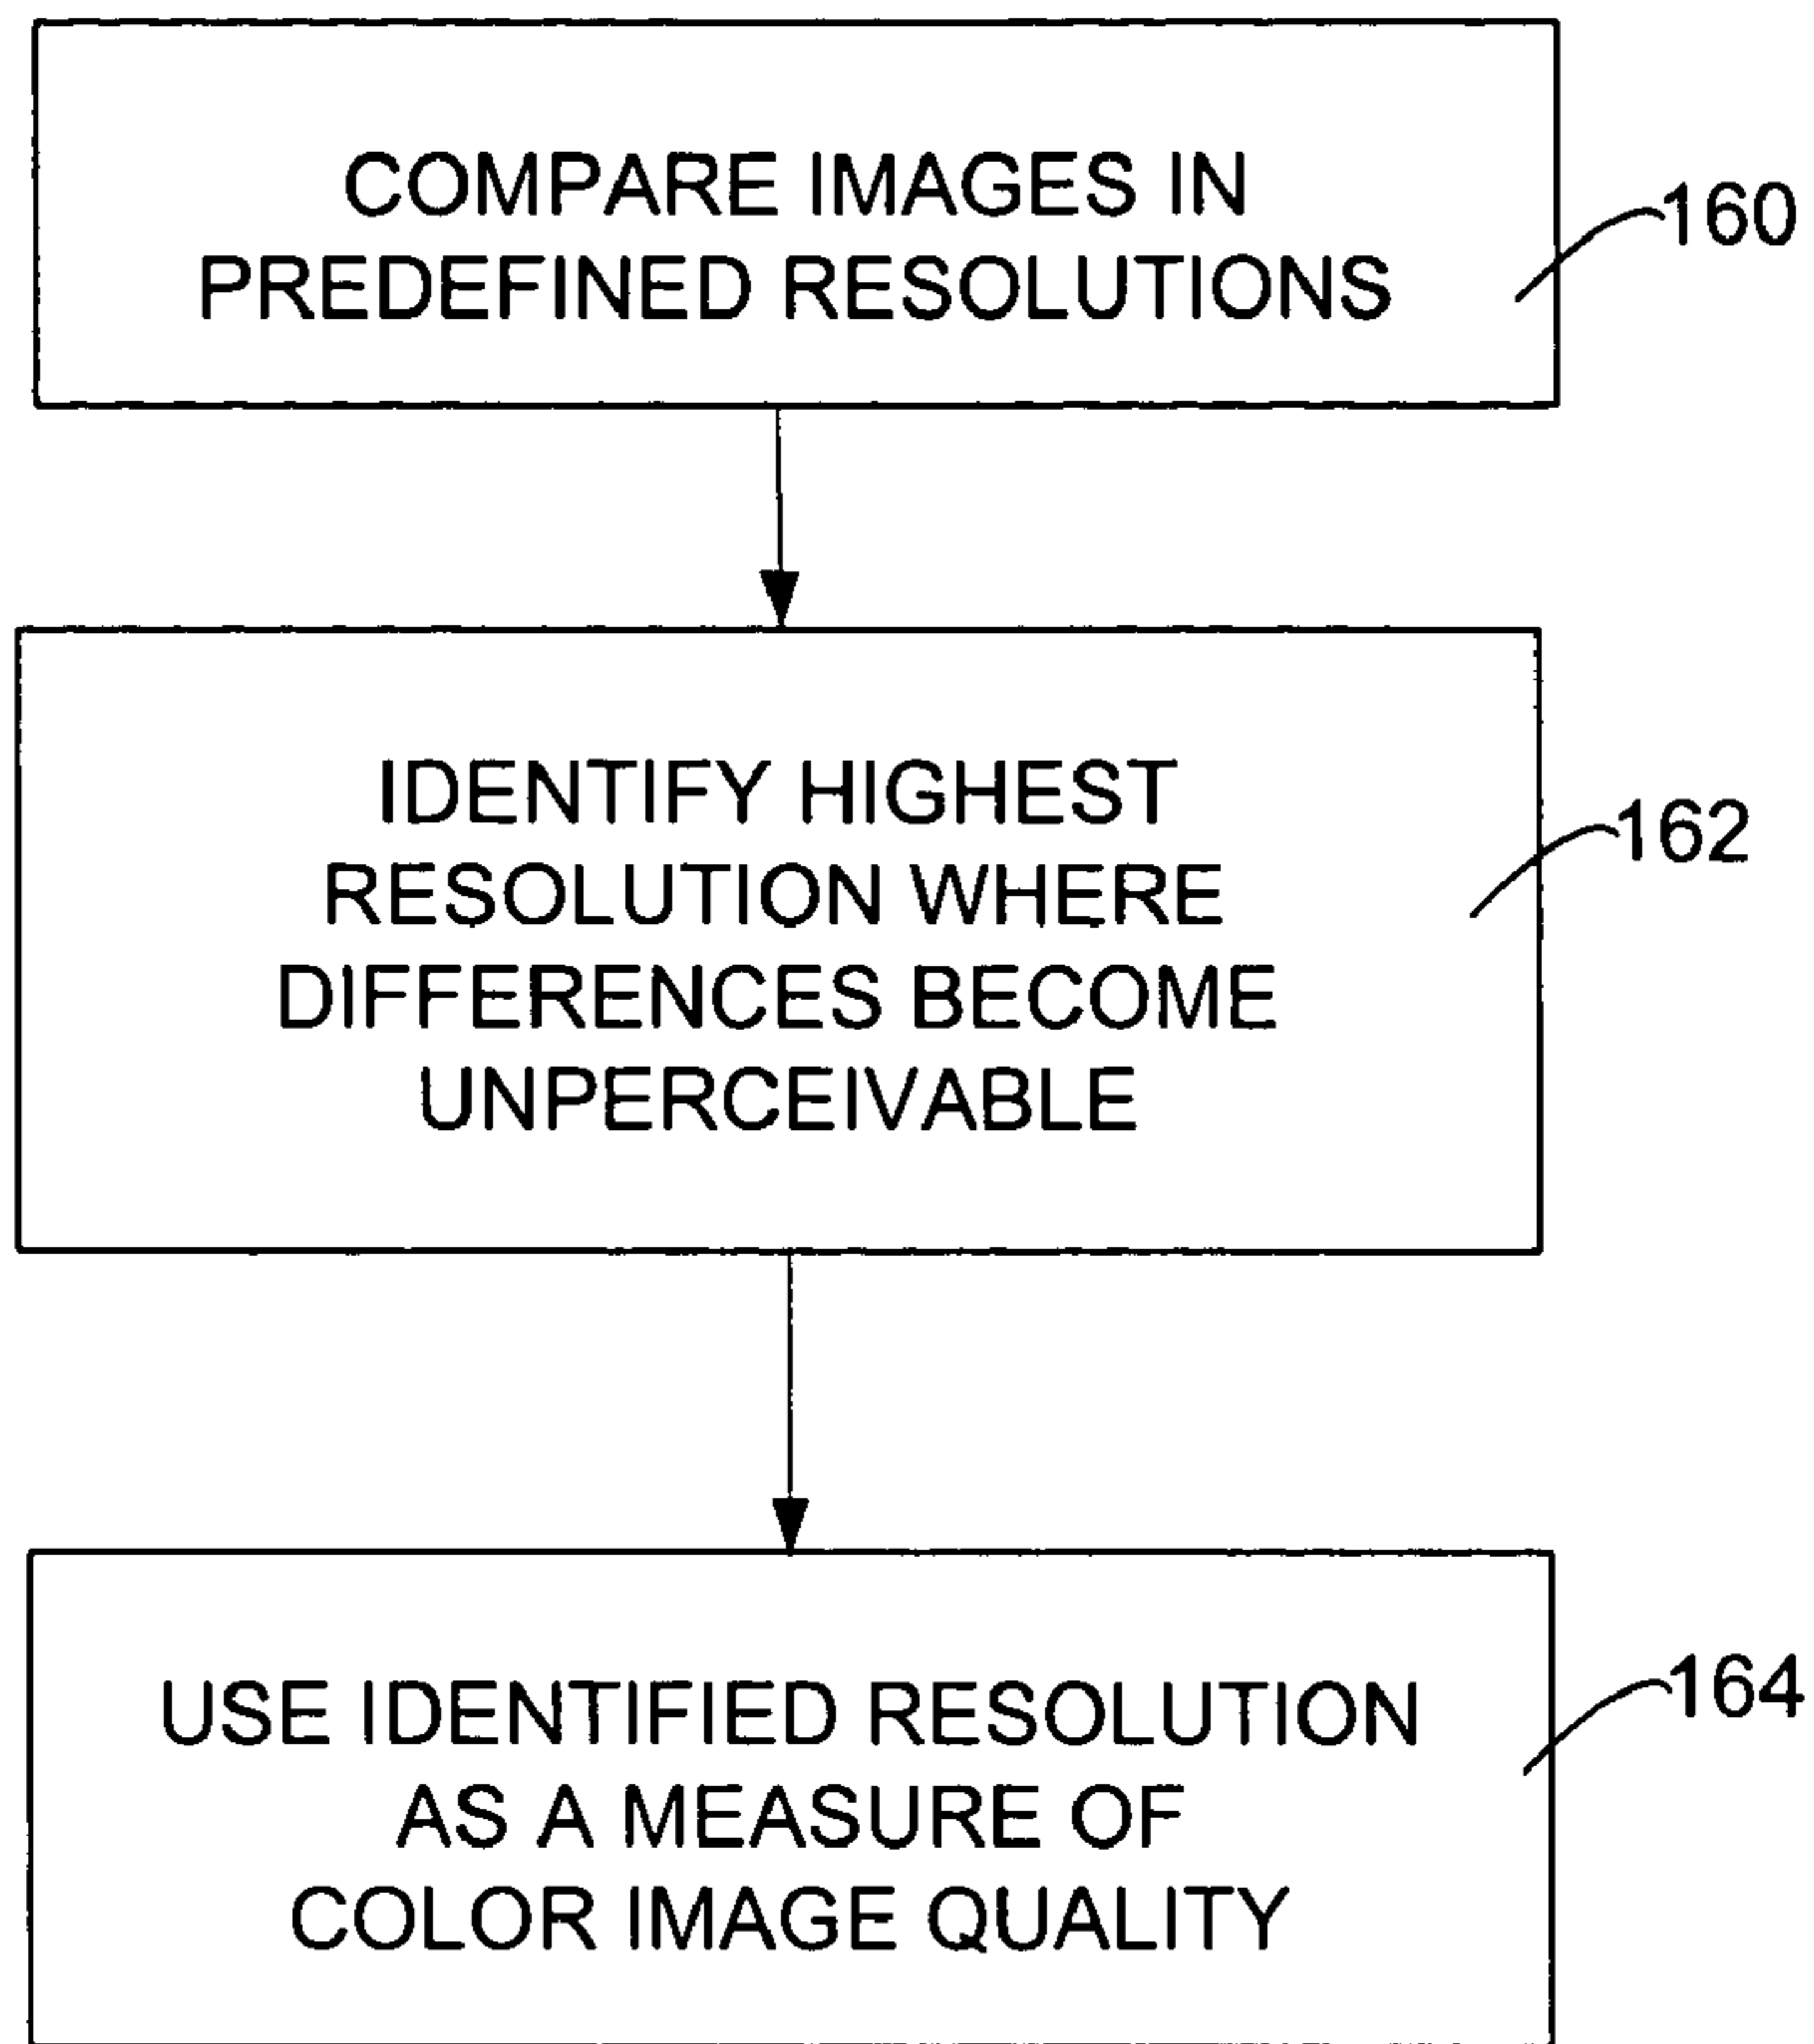 COMPARE IMAGES IN
PREDEFINED RESOLUTIONS
160
IDENTIFY HIGHEST
RESOLUTION WHERE
DIFFERENCES BECOME
UNPERCEIVABLE
162
USE IDENTIFIED RESOLUTION
AS A MEASURE OF
COLOR IMAGE QUALITY
164